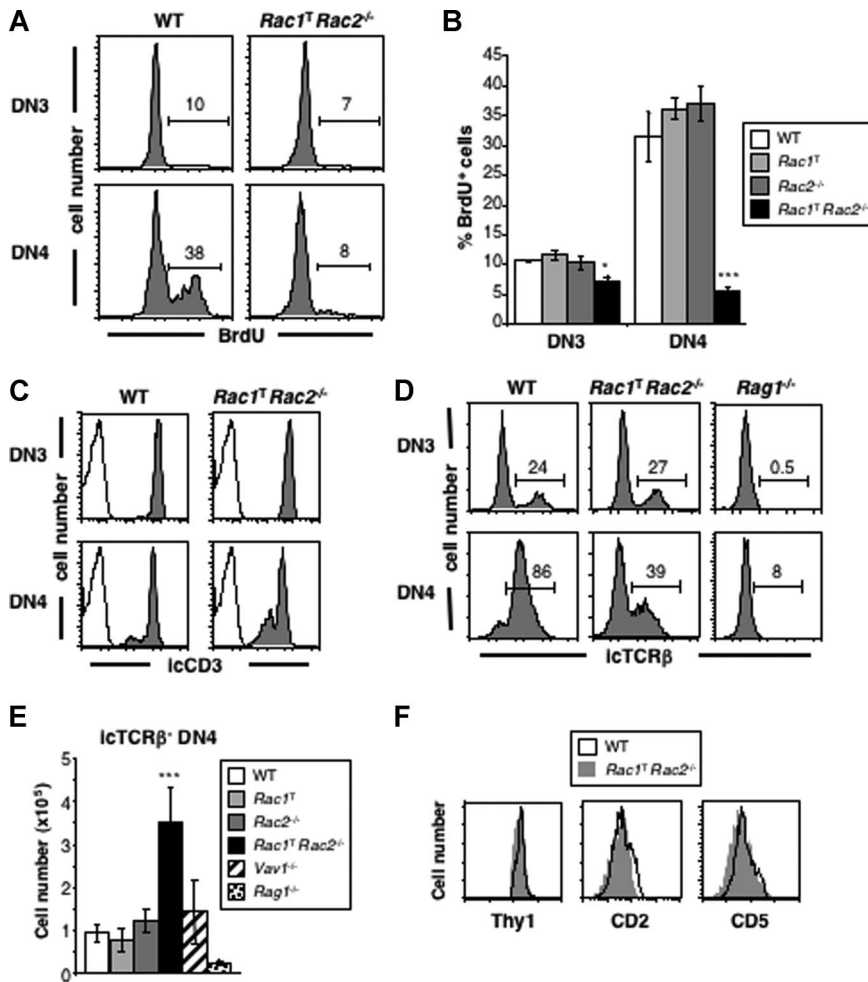 A
WT
Rac1ᵀ Rac2⁻/⁻
DN3
10
7
cell number
DN4
38
8
BrdU
B
45
40
35
30
25
20
15
10
5
0
% BrdU⁺ cells
*
***
DN3
DN4
WT
Rac1ᵀ
Rac2⁻/⁻
Rac1ᵀ Rac2⁻/⁻
C
WT
Rac1ᵀ Rac2⁻/⁻
DN3
cell number
DN4
icCD3
D
WT
Rac1ᵀ Rac2⁻/⁻
Rag1⁻/⁻
DN3
24
27
0.5
cell number
DN4
86
39
8
icTCRβ
E
icTCRβ⁻ DN4
5
4
3
2
1
0
Cell number (x10⁵)
***
WT
Rac1ᵀ
Rac2⁻/⁻
Rac1ᵀ Rac2⁻/⁻
Vav1⁻/⁻
Rag1⁻/⁻
F
WT
Rac1ᵀ Rac2⁻/⁻
Cell number
Thy1
CD2
CD5